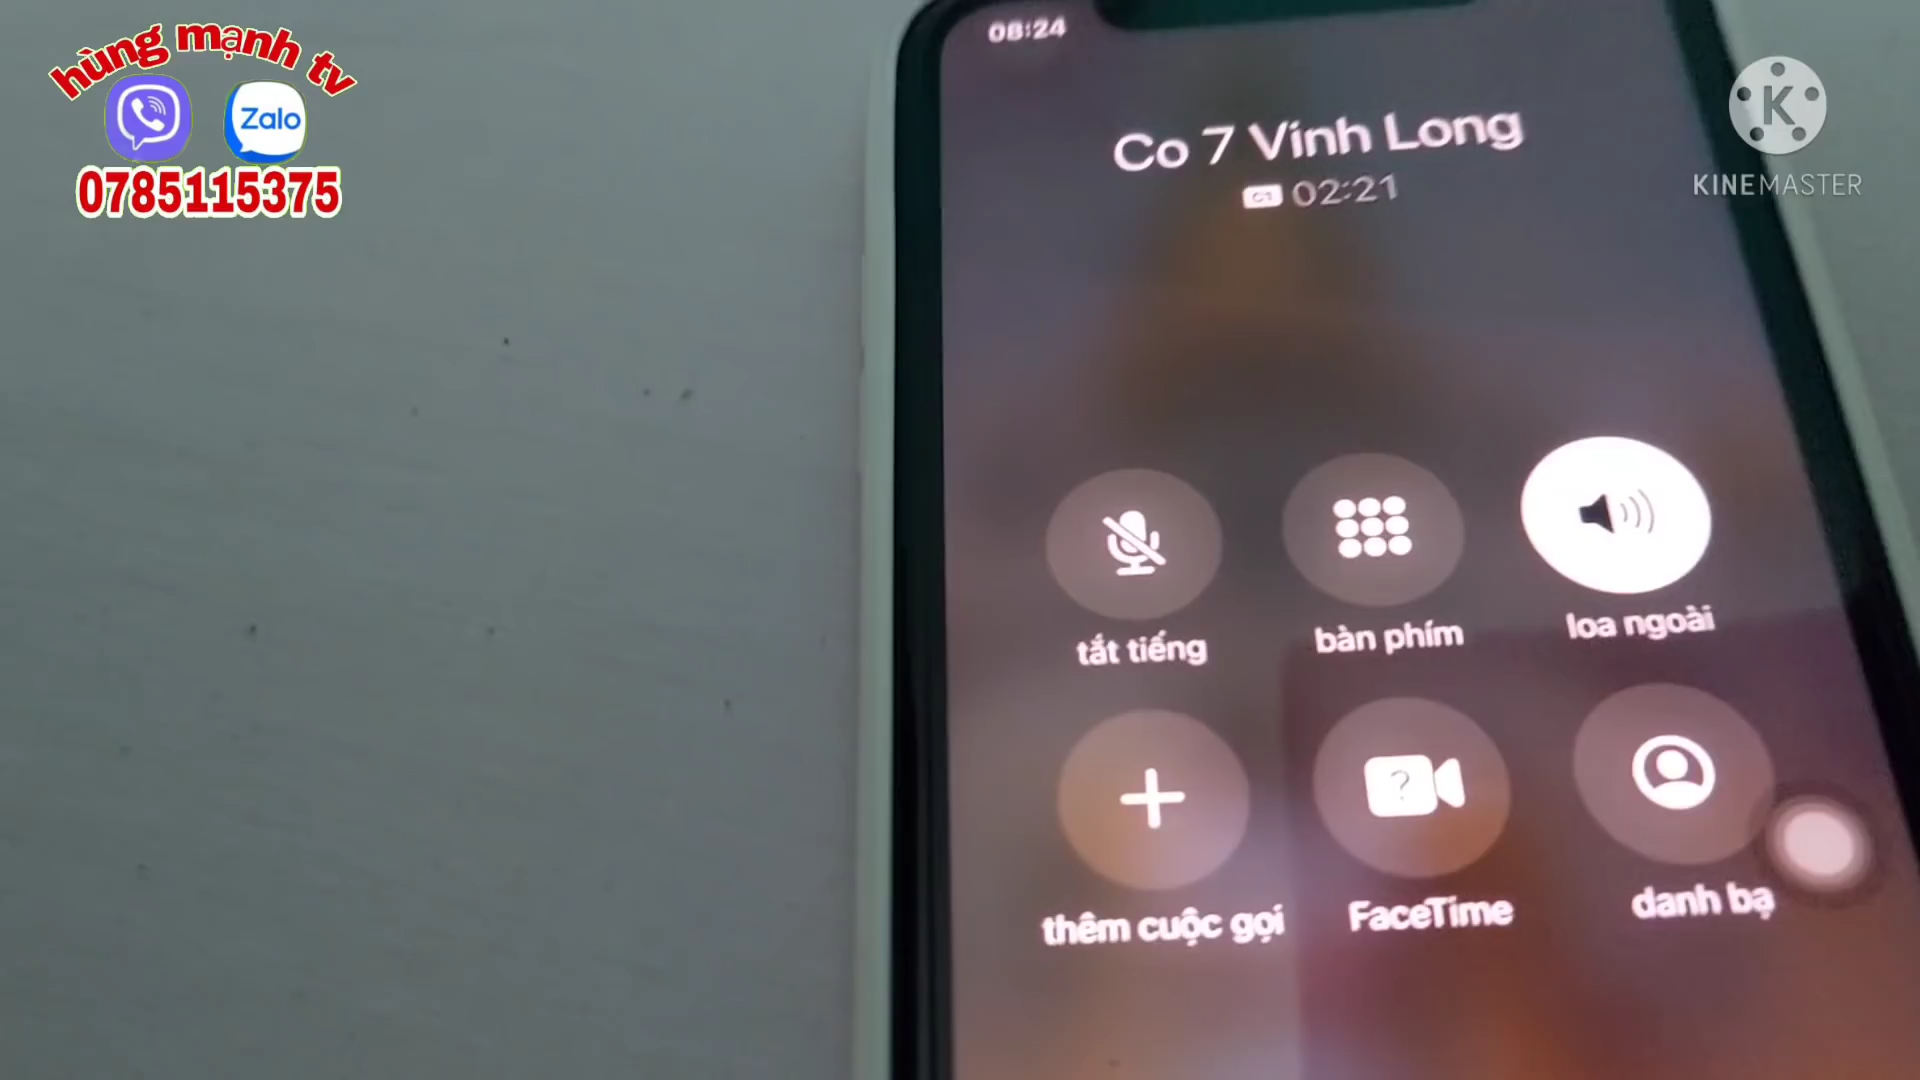 hùng mạnh tv
Zalo
0785115375
08:24
Co 7 Vinh Long
C1 02:21
K
KINEMASTER
tắt tiếng
bàn phím
loa ngoài
?
thêm cuộc gọi
FaceTime
danh bạ